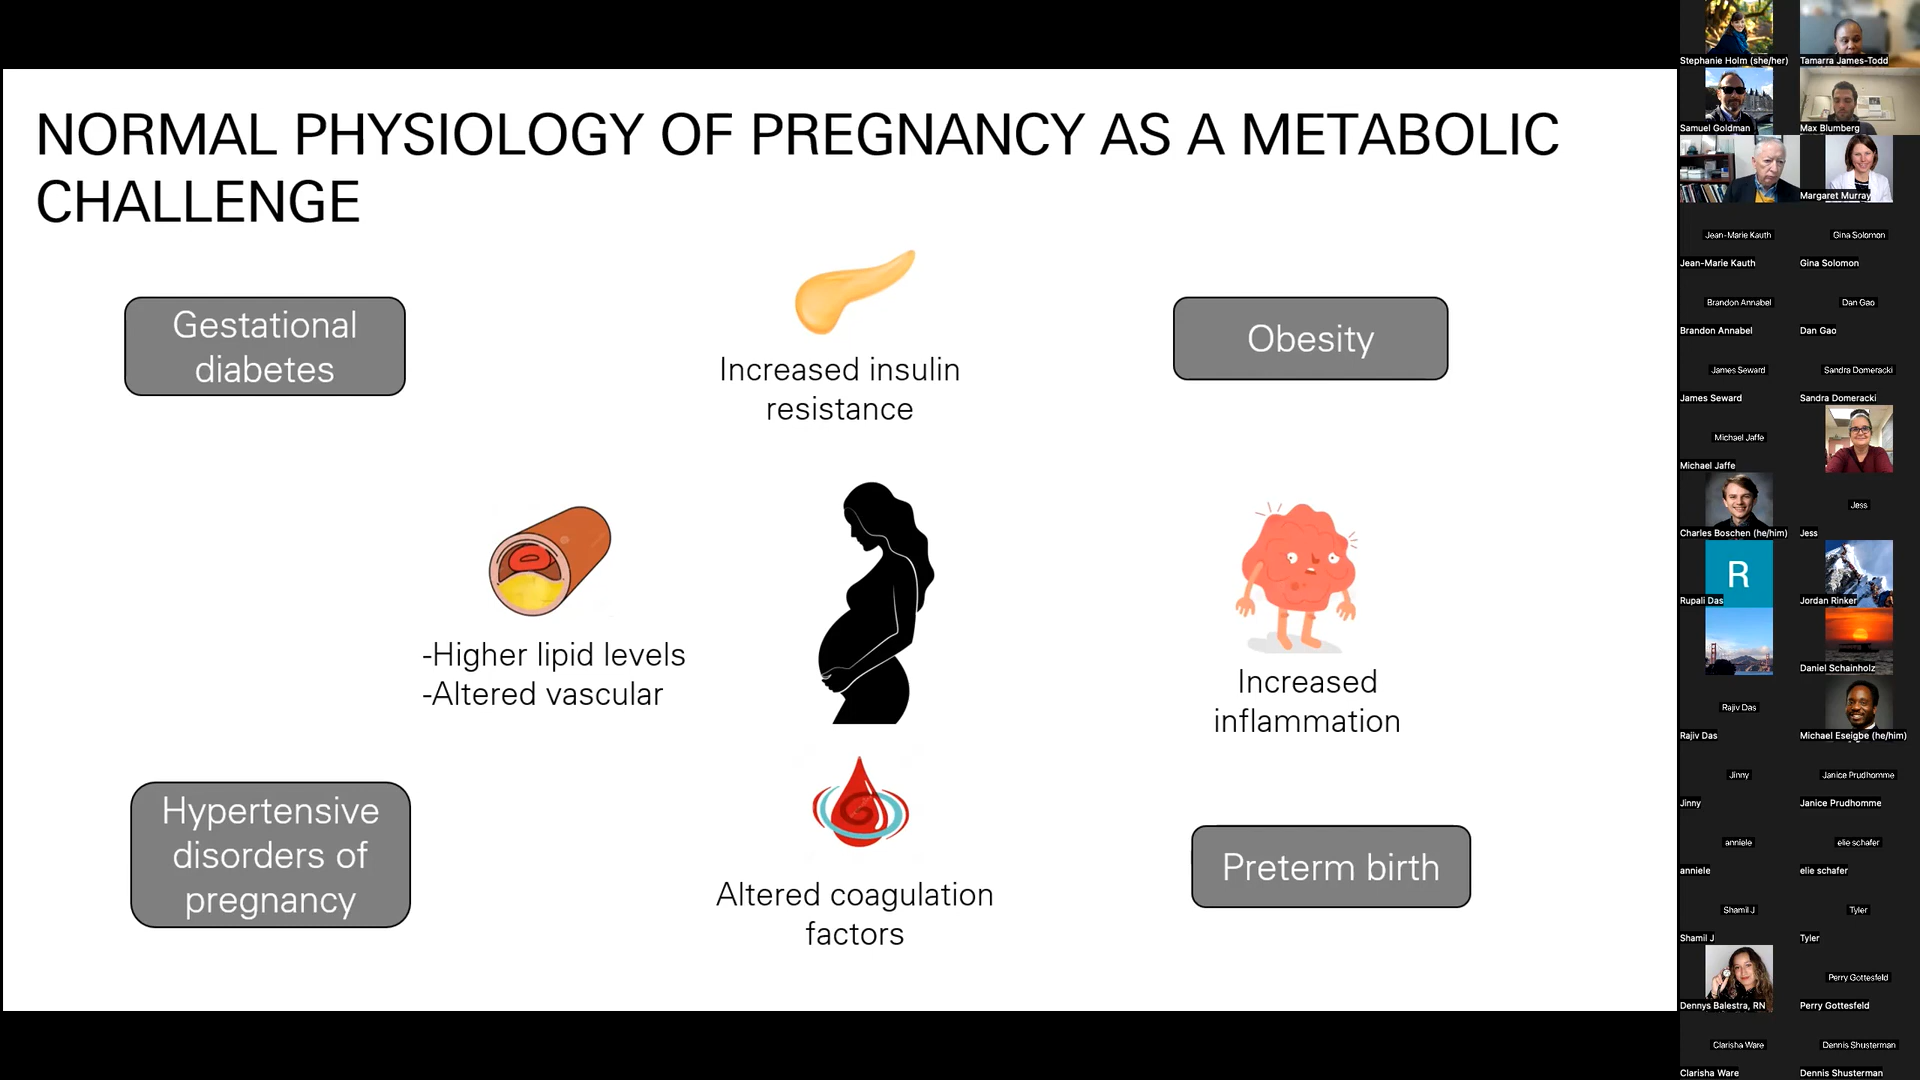 NORMAL PHYSIOLOGY OF PREGNANCY AS A METABOLIC
CHALLENGE
Gestational
diabetes
Increased insulin
resistance
Obesity
-Higher lipid levels
-Altered vascular
Increased
inflammation
Hypertensive
disorders of
pregnancy
Altered coagulation
factors
Preterm birth
Stephanie Holm (she/her)
Tamarra James-Todd
Samuel Goldman
Max Blumberg
Margaret Murray
Jean-Marie Kauth
Gina Solomon
Jean-Marie Kauth
Gina Solomon
Brandon Annabel
Dan Gao
Brandon Annabel
Dan Gao
James Seward
Sandra Domeracki
James Seward
Sandra Domeracki
Michael Jaffe
Michael Jaffe
Jess
Charles Boschen (he/him)
Jess
R
Rupali Das
Jordan Rinker
Daniel Schainholz
Rajiv Das
Rajiv Das
Michael Eseigbe (he/him)
Jinny
Janice Prudhomme
Jinny
Janice Prudhomme
anniele
elie schafer
anniele
elie schafer
Shamil J
Tyler
Shamil J
Tyler
Perry Gottesfeld
Dennys Balestra, RN
Perry Gottesfeld
Clarisha Ware
Dennis Shusterman
Clarisha Ware
Dennis Shusterman